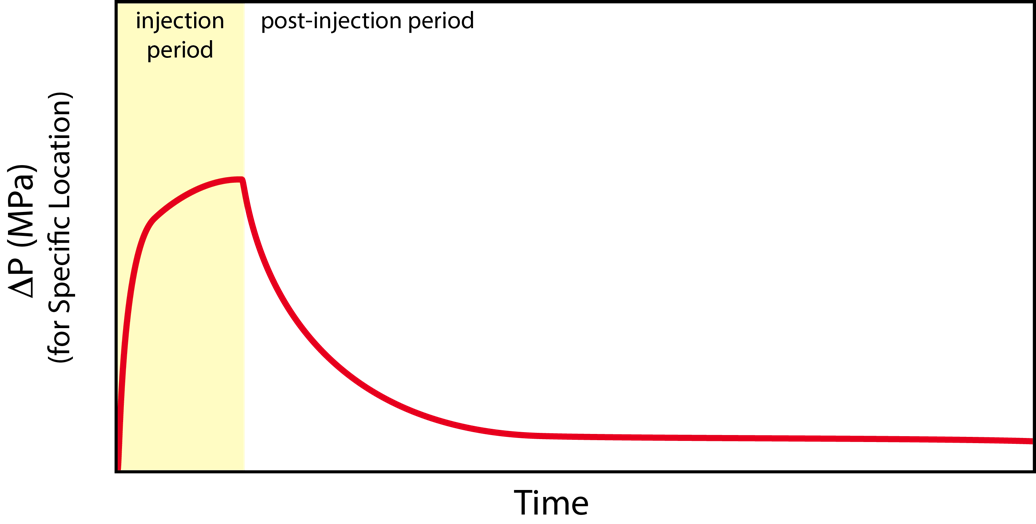 injection
period
post-injection period
ΔP (MPa)
(for Specific Location)
Time